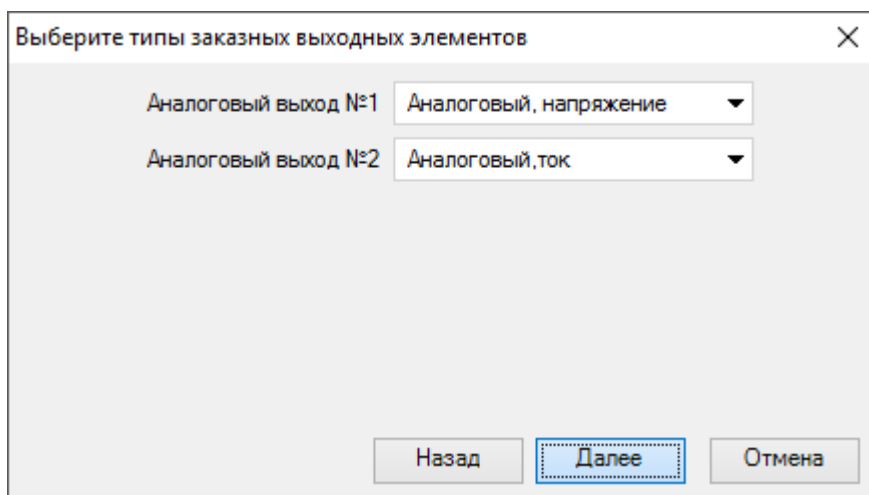 Выберите типы заказных выходных элементов
Аналоговый выход №1 Аналоговый, напряжение
Аналоговый выход №2 Аналоговый,ток
Назад Далее Отмена